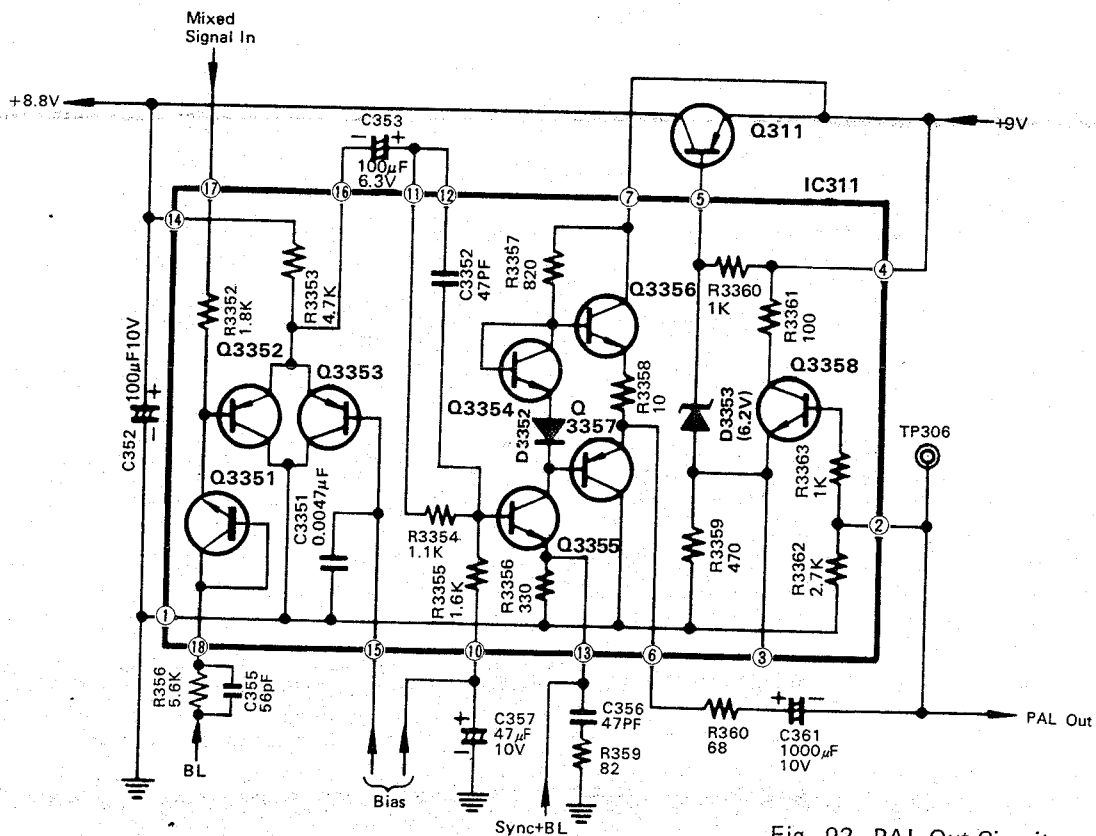 Mixed
Signal In
+8.8V
C353
- +
100μF
6.3V
Q311
+9V
IC311
17
16
11
12
7
5
14
4
R3352
1.8K
R3353
4.7K
C3352
47PF
R3357
820
Q3356
R3360
1K
R3361
100
Q3352
Q3353
Q3358
C352
100μF10V
+
-
Q3354
D3352
R3358
10
Q
3357
D3353
(6.2V)
TP306
R3363
1K
2
Q3351
C3351
0.0047μF
R3354
1.1K
Q3355
R3355
1.6K
R3356
330
R3359
470
R3362
2.7K
1
18
15
10
13
6
3
R356
5.6K
C355
56pF
BL
Bias
+
-
C357
47μF
10V
C356
47PF
R359
82
Sync+BL
R360
68
+ -
C361
1000μF
10V
PAL Out
Fig. 92 PAL Out Circuit